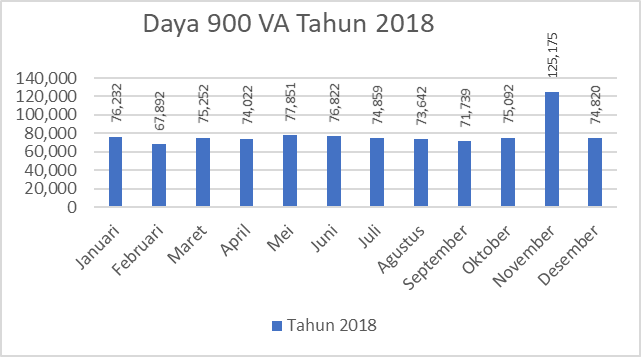 Daya 900 VA Tahun 2018
140,000
120,000
100,000
80,000
60,000
40,000
20,000
0
76,232
67,892
75,252
74,022
77,851
76,822
74,859
73,642
71,739
75,092
125,175
74,820
Januari
Februari
Maret
April
Mei
Juni
Juli
Agustus
September
Oktober
November
Desember
Tahun 2018